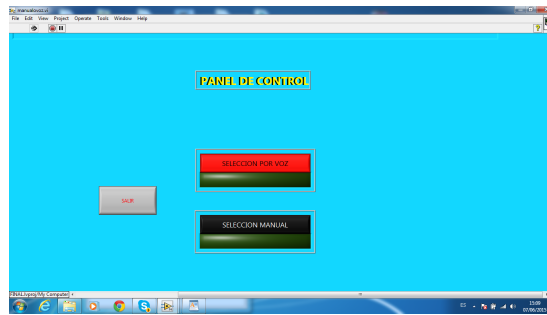 manualovoz.vi
File Edit View Project Operate Tools Window Help
PANEL DE CONTROL
SELECCION POR VOZ
SALIR
SELECCION MANUAL
FINAL.lvproj/My Computer
ES
15:09
07/06/2015